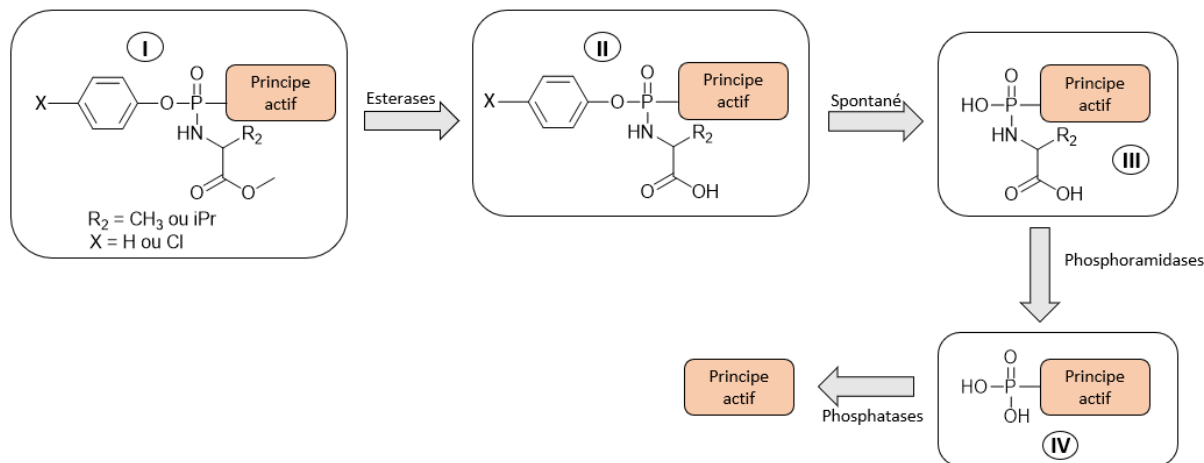 I
Principe
actif
X
O
P
O
HN
R2
O
O
R2 = CH3 ou iPr
X = H ou Cl
Esterases
II
Principe
actif
X
O
P
O
HN
R2
O
OH
Spontané
Principe
actif
HO
P
O
HN
R2
O
OH
III
Phosphoramidases
Principe
actif
HO
P
O
OH
IV
Phosphatases
Principe
actif